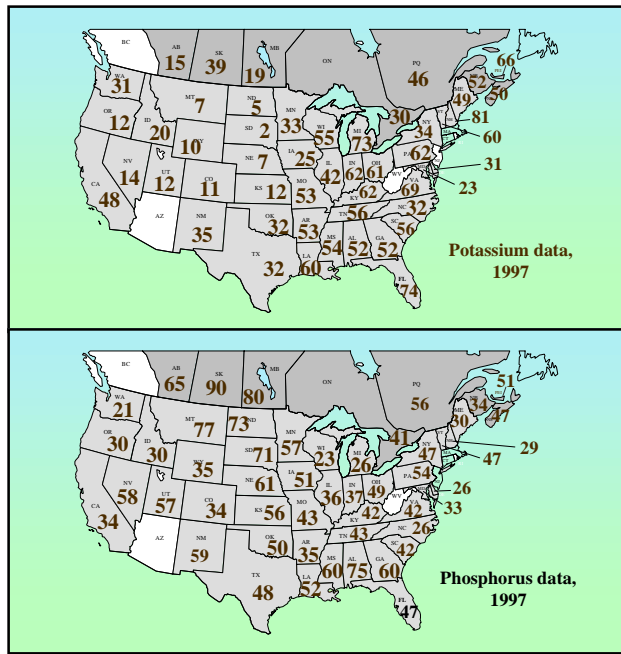 BC
AB
15
SK
39
MB
19
ON
PQ
46
66
52
50
WA
31
MT
7
ND
5
MN
33
ME
49
81
OR
12
ID
20
WY
10
SD
2
WI
55
MI
73
30
NY
34
60
NV
14
UT
12
CO
11
NE
7
IA
25
IL
42
IN
62
OH
61
PA
62
31
23
CA
48
KS
12
MO
53
KY
62
WV
VA
69
AZ
NM
35
OK
32
AR
53
TN
56
NC
32
SC
56
TX
32
LA
60
MS
54
AL
52
GA
52
FL
74
Potassium data,
1997
BC
AB
65
SK
90
MB
80
ON
PQ
56
51
34
47
WA
21
MT
77
ND
73
MN
57
ME
30
29
OR
30
ID
30
WY
35
SD
71
WI
23
MI
26
41
NY
47
47
NV
58
UT
57
CO
34
NE
61
IA
51
IL
36
IN
37
OH
49
PA
54
26
33
CA
34
KS
56
MO
43
KY
42
WV
VA
42
AZ
NM
59
OK
50
AR
35
TN
43
NC
26
SC
42
TX
48
LA
52
MS
60
AL
75
GA
60
FL
47
Phosphorus data,
1997